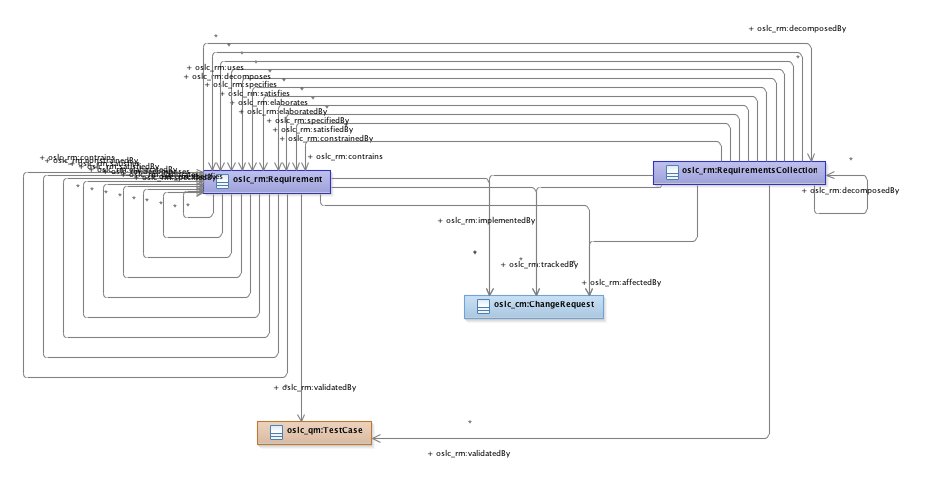 + oslc_rm:decomposedBy
*
*
*
*
+ oslc_rm:uses
+ oslc_rm:decomposes
+ oslc_rm:specifies
+ oslc_rm:satisfies
+ oslc_rm:elaborates
+ oslc_rm:elaboratedBy
+ oslc_rm:specifiedBy
+ oslc_rm:satisfiedBy
+ oslc_rm:constrainedBy
+ oslc_rm:contrains
+ oslc_rm:contrains
*
oslc_rm:Requirement
oslc_rm:RequirementsCollection
+ oslc_rm:decomposedBy
+ oslc_rm:implementedBy
*
*
+ oslc_rm:trackedBy
+ oslc_rm:affectedBy
oslc_cm:ChangeRequest
+ oslc_rm:validatedBy
*
oslc_qm:TestCase
+ oslc_rm:validatedBy